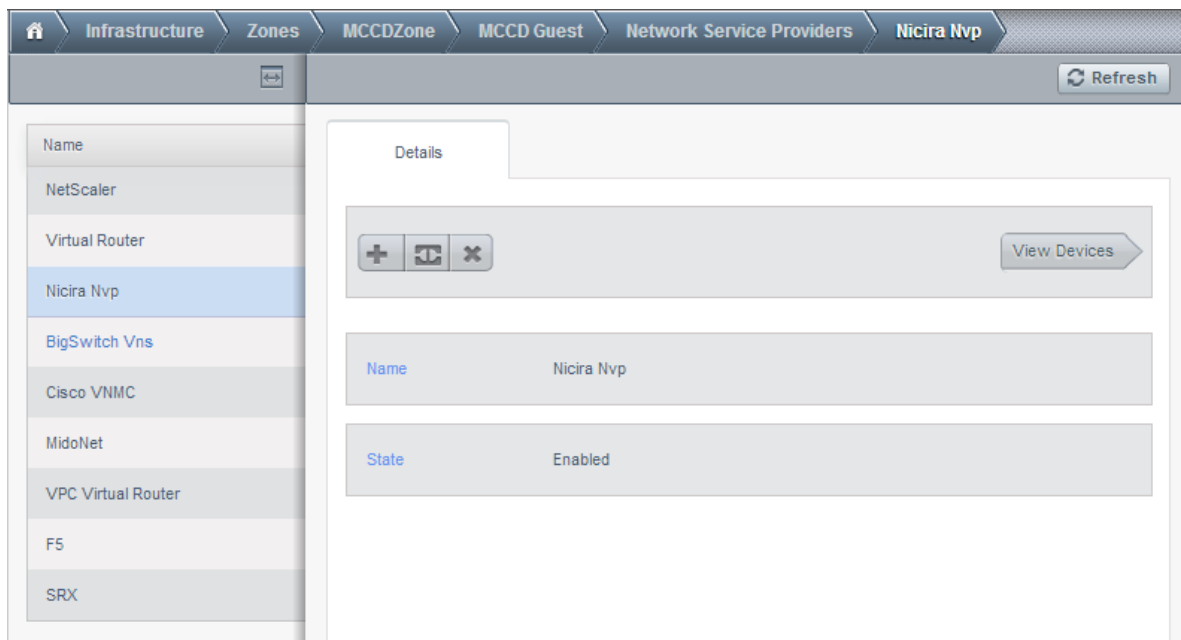 Infrastructure Zones MCCDZone MCCD Guest Network Service Providers Nicira Nvp
Refresh
Name
NetScaler
Virtual Router
Nicira Nvp
BigSwitch Vns
Cisco VNMC
MidoNet
VPC Virtual Router
F5
SRX
Details
View Devices
Name Nicira Nvp
State Enabled